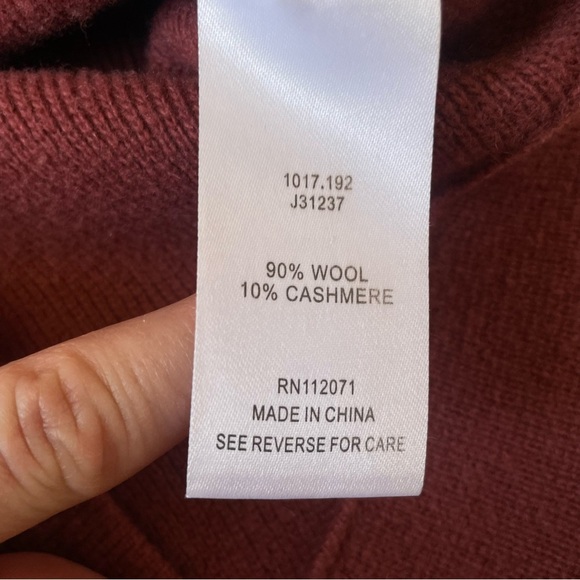 1017.192
J31237
90% WOOL
10% CASHMERE
RN112071
MADE IN CHINA
SEE REVERSE FOR CARE